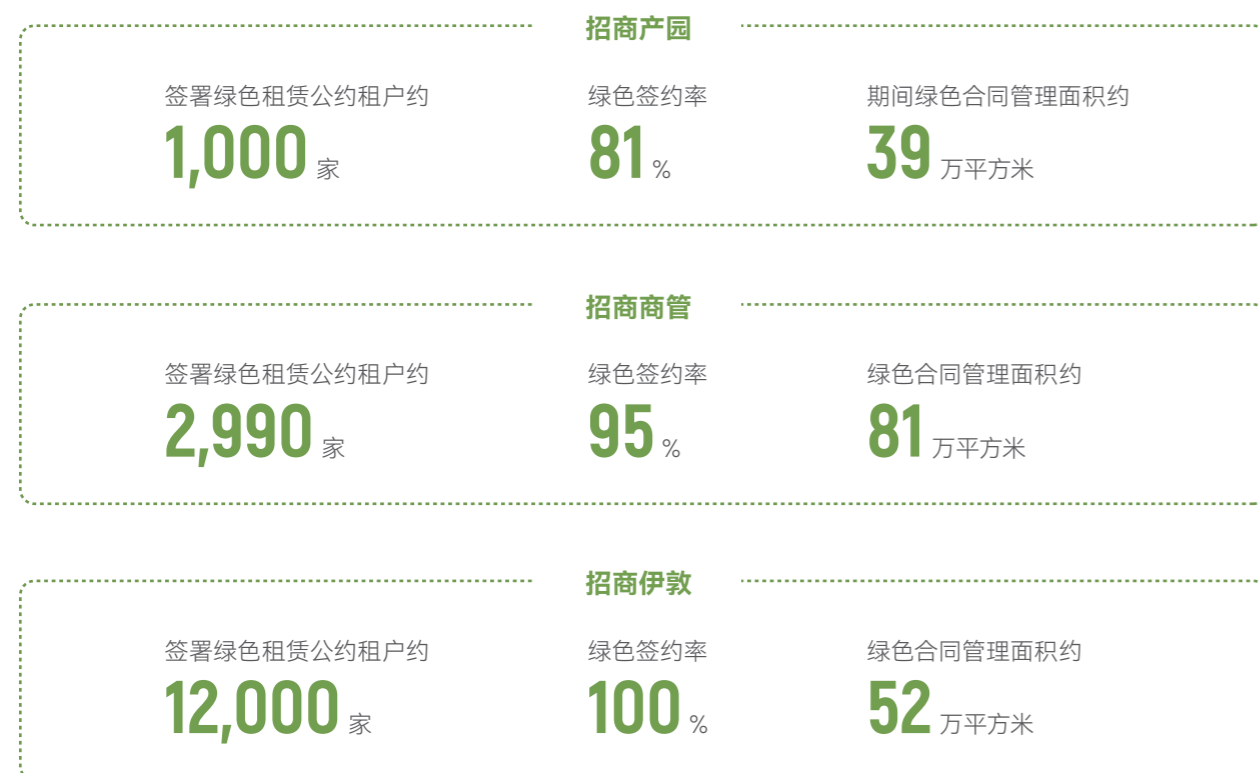 招商产园
签署绿色租赁公约租户约 绿色签约率 期间绿色合同管理面积约
1,000 家 81 % 39 万平方米
招商商管
签署绿色租赁公约租户约 绿色签约率 绿色合同管理面积约
2,990 家 95 % 81 万平方米
招商伊敦
签署绿色租赁公约租户约 绿色签约率 绿色合同管理面积约
12,000 家 100 % 52 万平方米